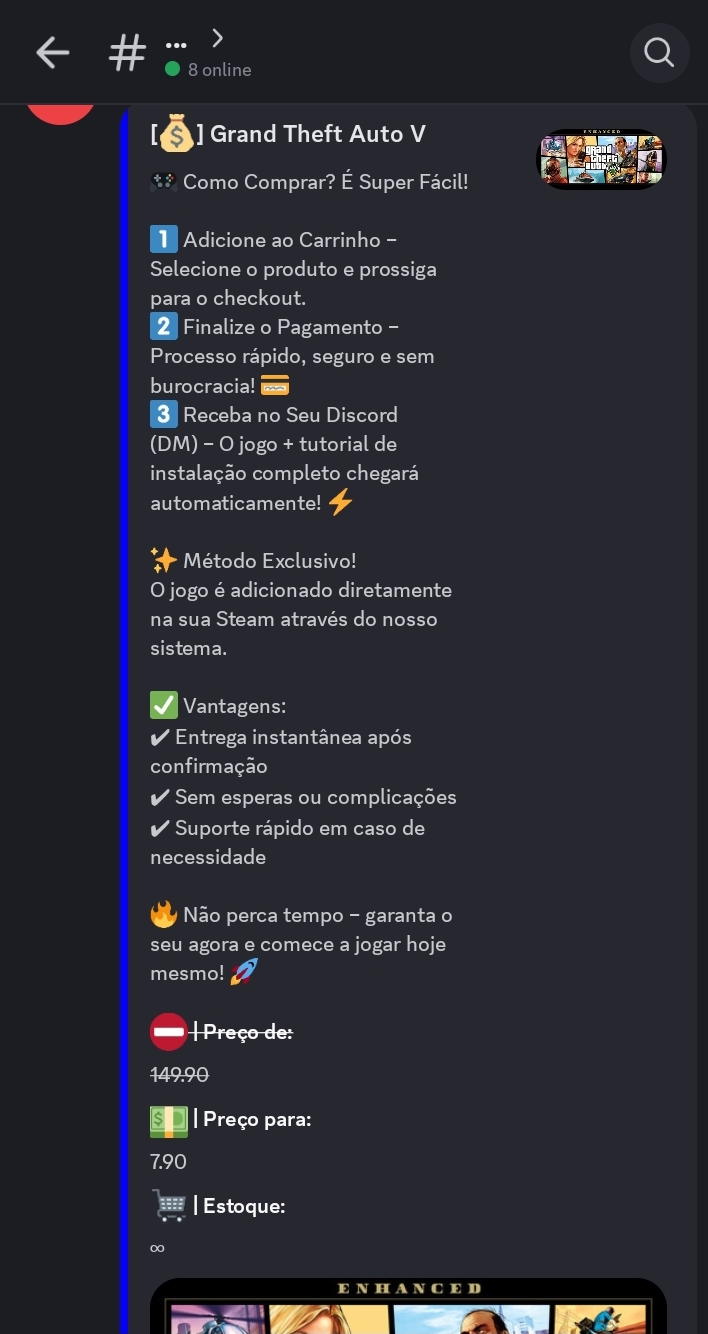 ...
8 online
[💰] Grand Theft Auto V
🎮 Como Comprar? É Super Fácil!
1️⃣ Adicione ao Carrinho –
Selecione o produto e prossiga
para o checkout.
2️⃣ Finalize o Pagamento –
Processo rápido, seguro e sem
burocracia! 💳
3️⃣ Receba no Seu Discord
(DM) – O jogo + tutorial de
instalação completo chegará
automaticamente! ⚡
✨ Método Exclusivo!
O jogo é adicionado diretamente
na sua Steam através do nosso
sistema.
✅ Vantagens:
✔ Entrega instantânea após
confirmação
✔ Sem esperas ou complicações
✔ Suporte rápido em caso de
necessidade
🔥 Não perca tempo – garanta o
seu agora e comece a jogar hoje
mesmo! 🚀
⛔ | Preço de:
149.90
💵 | Preço para:
7.90
🛒 | Estoque:
∞
ENHANCED
grand
theft
auto
ENHANCED